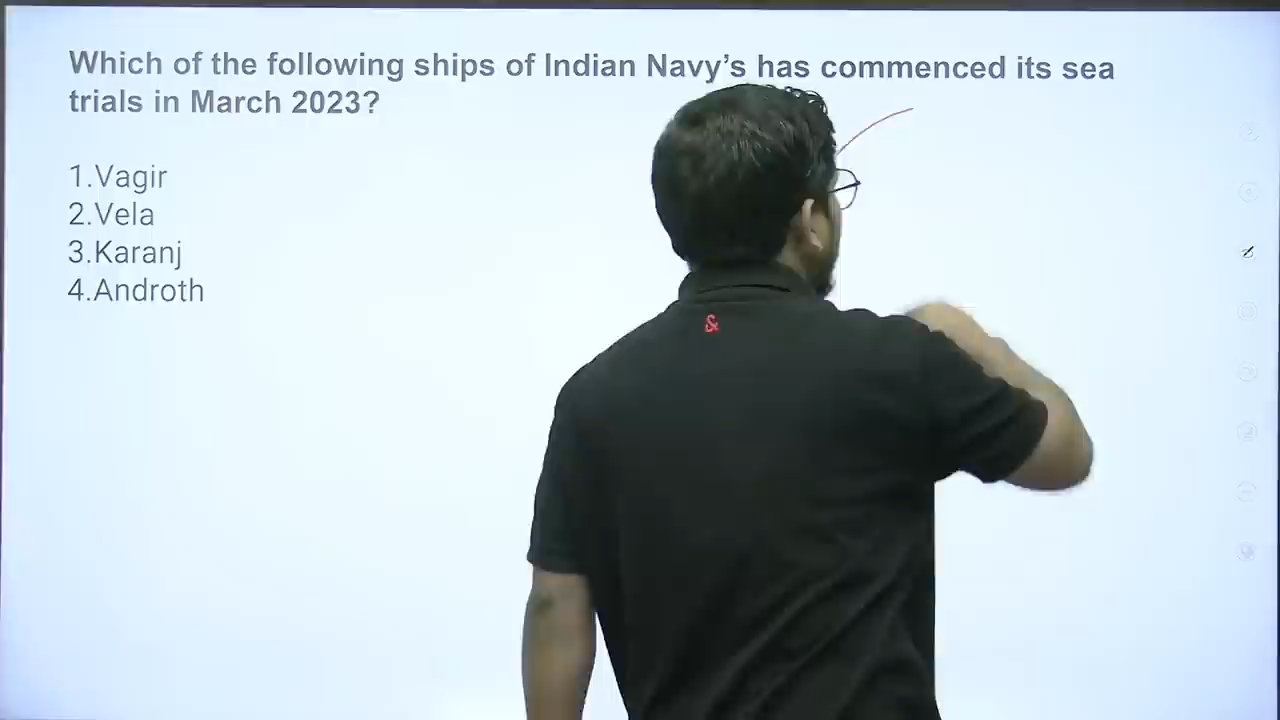 Which of the following ships of Indian Navy’s has commenced its sea
trials in March 2023?
1.Vagir
2.Vela
3.Karanj
4.Androth
&